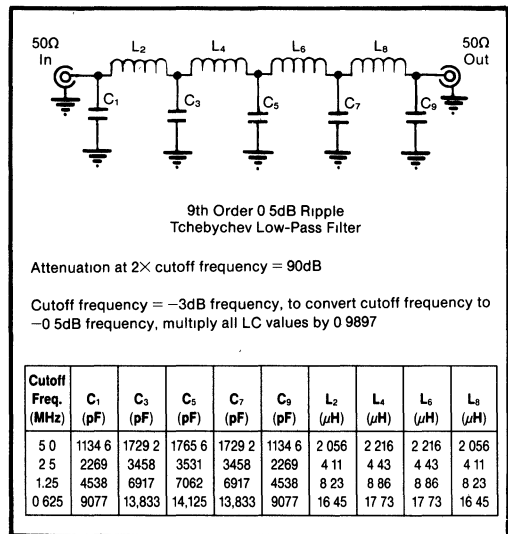 50Ω In L2 L4 L6 L8 50Ω Out
C1 C3 C5 C7 C9
9th Order 0 5dB Ripple
Tchebychev Low-Pass Filter
Attenuation at 2X cutoff frequency = 90dB
Cutoff frequency = −3dB frequency, to convert cutoff frequency to
−0 5dB frequency, multiply all LC values by 0 9897
Cutoff Freq. (MHz) C1 (pF) C3 (pF) C5 (pF) C7 (pF) C9 (pF) L2 (μH) L4 (μH) L6 (μH) L8 (μH)
5 0 1134 6 1729 2 1765 6 1729 2 1134 6 2 056 2 216 2 216 2 056
2 5 2269 3458 3531 3458 2269 4 11 4 43 4 43 4 11
1.25 4538 6917 7062 6917 4538 8 23 8 86 8 86 8 23
0 625 9077 13,833 14,125 13,833 9077 16 45 17 73 17 73 16 45